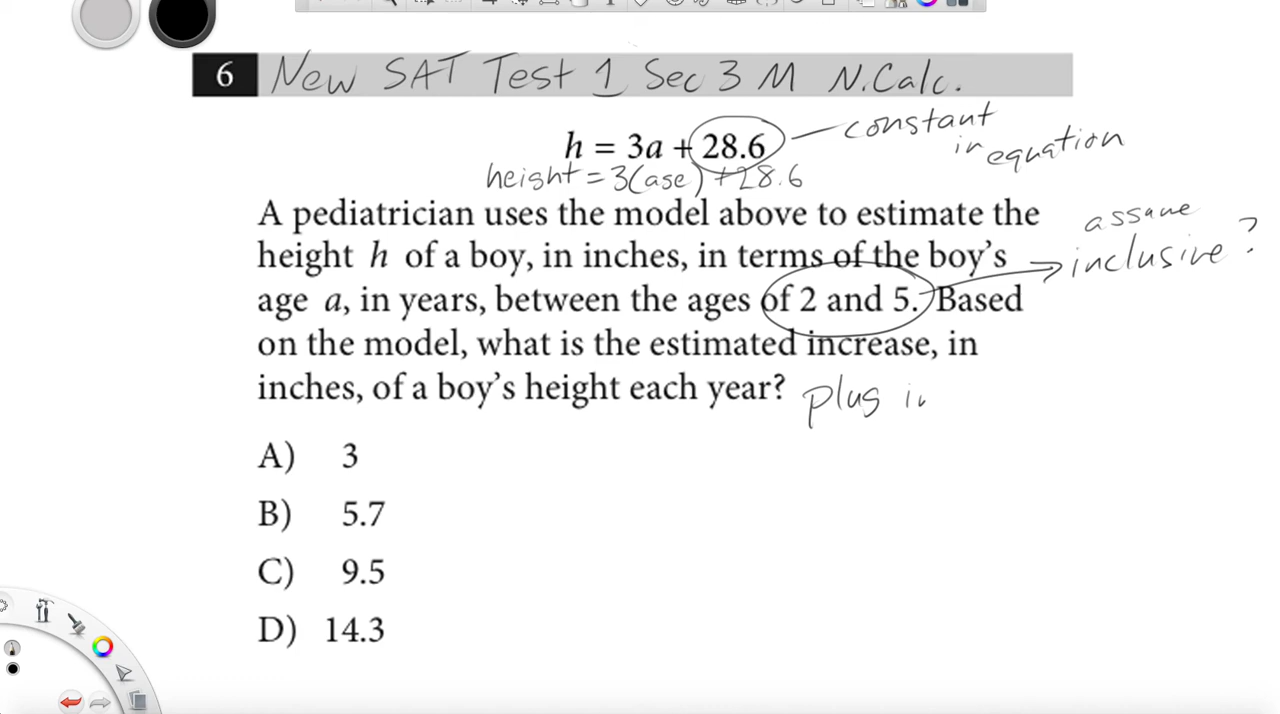 6 New SAT Test 1 Sec 3 M N.Calc.
h = 3a + 28.6 constant
in equation
height = 3(age) + 28.6
A pediatrician uses the model above to estimate the
height h of a boy, in inches, in terms of the boy's
assume
inclusive?
age a, in years, between the ages of 2 and 5. Based
on the model, what is the estimated increase, in
inches, of a boy's height each year? plug i
A) 3
B) 5.7
C) 9.5
D) 14.3